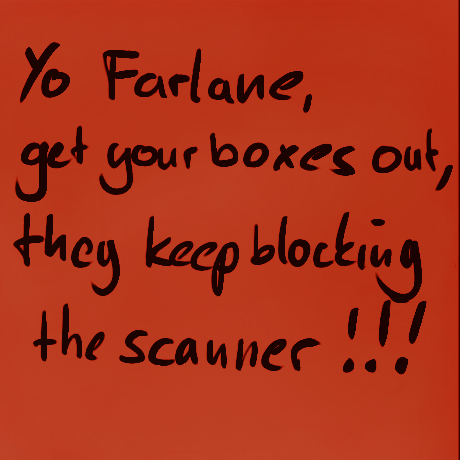 Yo Farlane,
get your boxes out,
they keep blocking
the scanner !!!